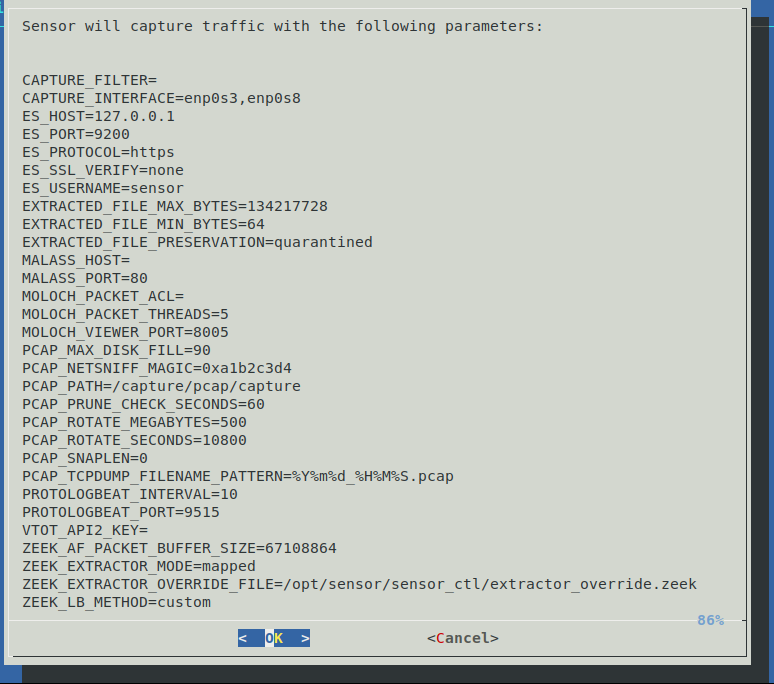 Sensor will capture traffic with the following parameters:
CAPTURE_FILTER=
CAPTURE_INTERFACE=enp0s3,enp0s8
ES_HOST=127.0.0.1
ES_PORT=9200
ES_PROTOCOL=https
ES_SSL_VERIFY=none
ES_USERNAME=sensor
EXTRACTED_FILE_MAX_BYTES=134217728
EXTRACTED_FILE_MIN_BYTES=64
EXTRACTED_FILE_PRESERVATION=quarantined
MALASS_HOST=
MALASS_PORT=80
MOLOCH_PACKET_ACL=
MOLOCH_PACKET_THREADS=5
MOLOCH_VIEWER_PORT=8005
PCAP_MAX_DISK_FILL=90
PCAP_NETSNIFF_MAGIC=0xa1b2c3d4
PCAP_PATH=/capture/pcap/capture
PCAP_PRUNE_CHECK_SECONDS=60
PCAP_ROTATE_MEGABYTES=500
PCAP_ROTATE_SECONDS=10800
PCAP_SNAPLEN=0
PCAP_TCPDUMP_FILENAME_PATTERN=%Y%m%d_%H%M%S.pcap
PROTOLOGBEAT_INTERVAL=10
PROTOLOGBEAT_PORT=9515
VTOT_API2_KEY=
ZEEK_AF_PACKET_BUFFER_SIZE=67108864
ZEEK_EXTRACTOR_MODE=mapped
ZEEK_EXTRACTOR_OVERRIDE_FILE=/opt/sensor/sensor_ctl/extractor_override.zeek
ZEEK_LB_METHOD=custom
86%
<  OK  > <Cancel>